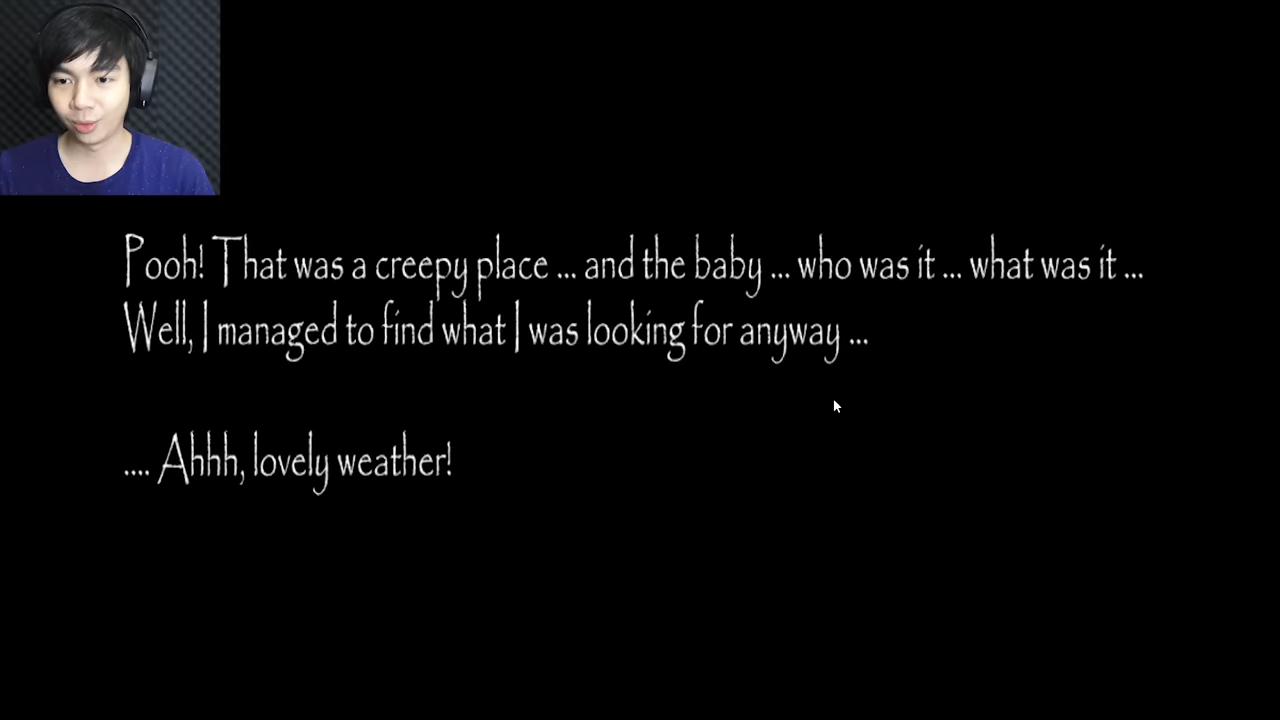 Pooh! That was a creepy place ... and the baby ... who was it ... what was it ...
Well, I managed to find what I was looking for anyway ...
.... Ahhh, lovely weather!